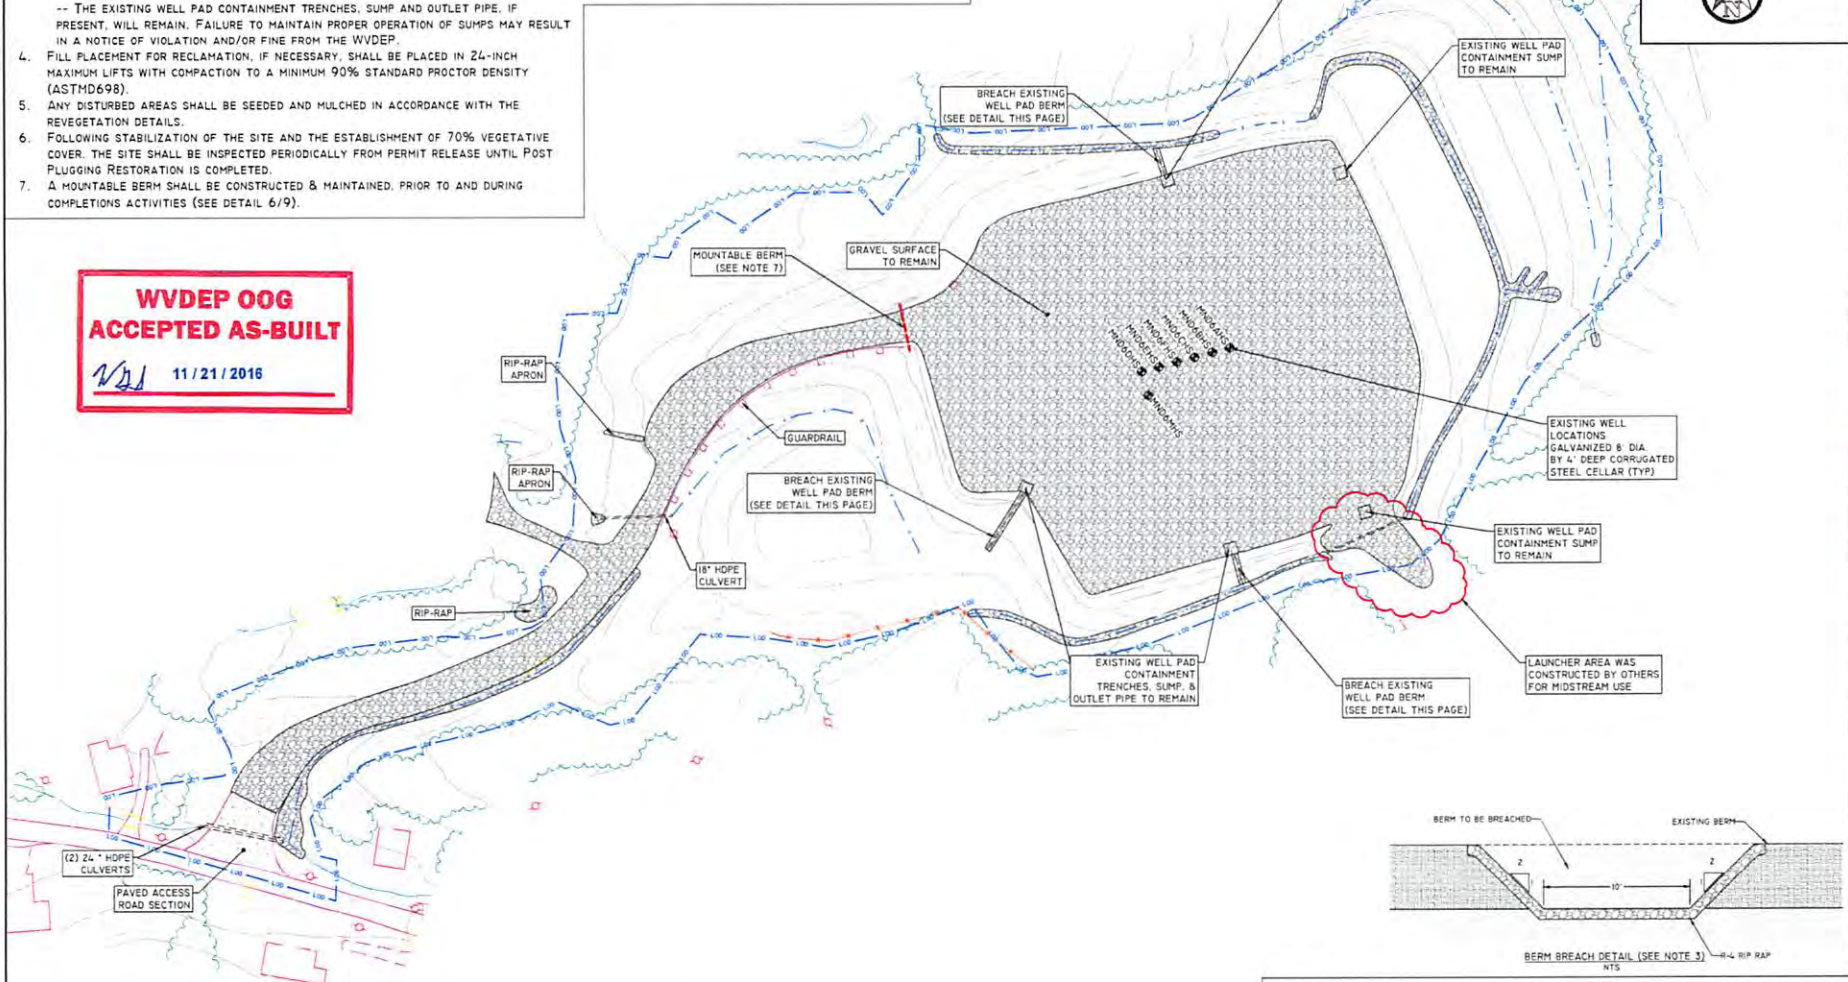 -- THE EXISTING WELL PAD CONTAINMENT TRENCHES, SUMP AND OUTLET PIPE, IF
PRESENT, WILL REMAIN. FAILURE TO MAINTAIN PROPER OPERATION OF SUMPS MAY RESULT
IN A NOTICE OF VIOLATION AND/OR FINE FROM THE WVDEP.
4. FILL PLACEMENT FOR RECLAMATION, IF NECESSARY, SHALL BE PLACED IN 24-INCH
MAXIMUM LIFTS WITH COMPACTION TO A MINIMUM 90% STANDARD PROCTOR DENSITY
(ASTMD698).
5. ANY DISTURBED AREAS SHALL BE SEEDED AND MULCHED IN ACCORDANCE WITH THE
REVEGETATION DETAILS.
6. FOLLOWING STABILIZATION OF THE SITE AND THE ESTABLISHMENT OF 70% VEGETATIVE
COVER, THE SITE SHALL BE INSPECTED PERIODICALLY FROM PERMIT RELEASE UNTIL POST
PLUGGING RESTORATION IS COMPLETED.
7. A MOUNTABLE BERM SHALL BE CONSTRUCTED & MAINTAINED, PRIOR TO AND DURING
COMPLETIONS ACTIVITIES (SEE DETAIL 6/9).
WVDEP OOG
ACCEPTED AS-BUILT
11 / 21 / 2016
N
EXISTING WELL PAD
CONTAINMENT SUMP
TO REMAIN
BREACH EXISTING
WELL PAD BERM
(SEE DETAIL THIS PAGE)
MOUNTABLE BERM
(SEE NOTE 7)
GRAVEL SURFACE
TO REMAIN
MND6AHS
MND6BHS
MND6CHS
MND6FHS
MND6EHS
MND6DHS
MND6MHS
RIP-RAP
APRON
GUARDRAIL
RIP-RAP
APRON
BREACH EXISTING
WELL PAD BERM
(SEE DETAIL THIS PAGE)
EXISTING WELL
LOCATIONS
GALVANIZED 8' DIA.
BY 4' DEEP CORRUGATED
STEEL CELLAR (TYP)
EXISTING WELL PAD
CONTAINMENT SUMP
TO REMAIN
18" HDPE
CULVERT
RIP-RAP
EXISTING WELL PAD
CONTAINMENT
TRENCHES, SUMP, &
OUTLET PIPE TO REMAIN
BREACH EXISTING
WELL PAD BERM
(SEE DETAIL THIS PAGE)
LAUNCHER AREA WAS
CONSTRUCTED BY OTHERS
FOR MIDSTREAM USE
(2) 24 " HDPE
CULVERTS
PAVED ACCESS
ROAD SECTION
BERM TO BE BREACHED
EXISTING BERM
2
1
10'
2
1
R-4 RIP RAP
BERM BREACH DETAIL (SEE NOTE 3)
NTS